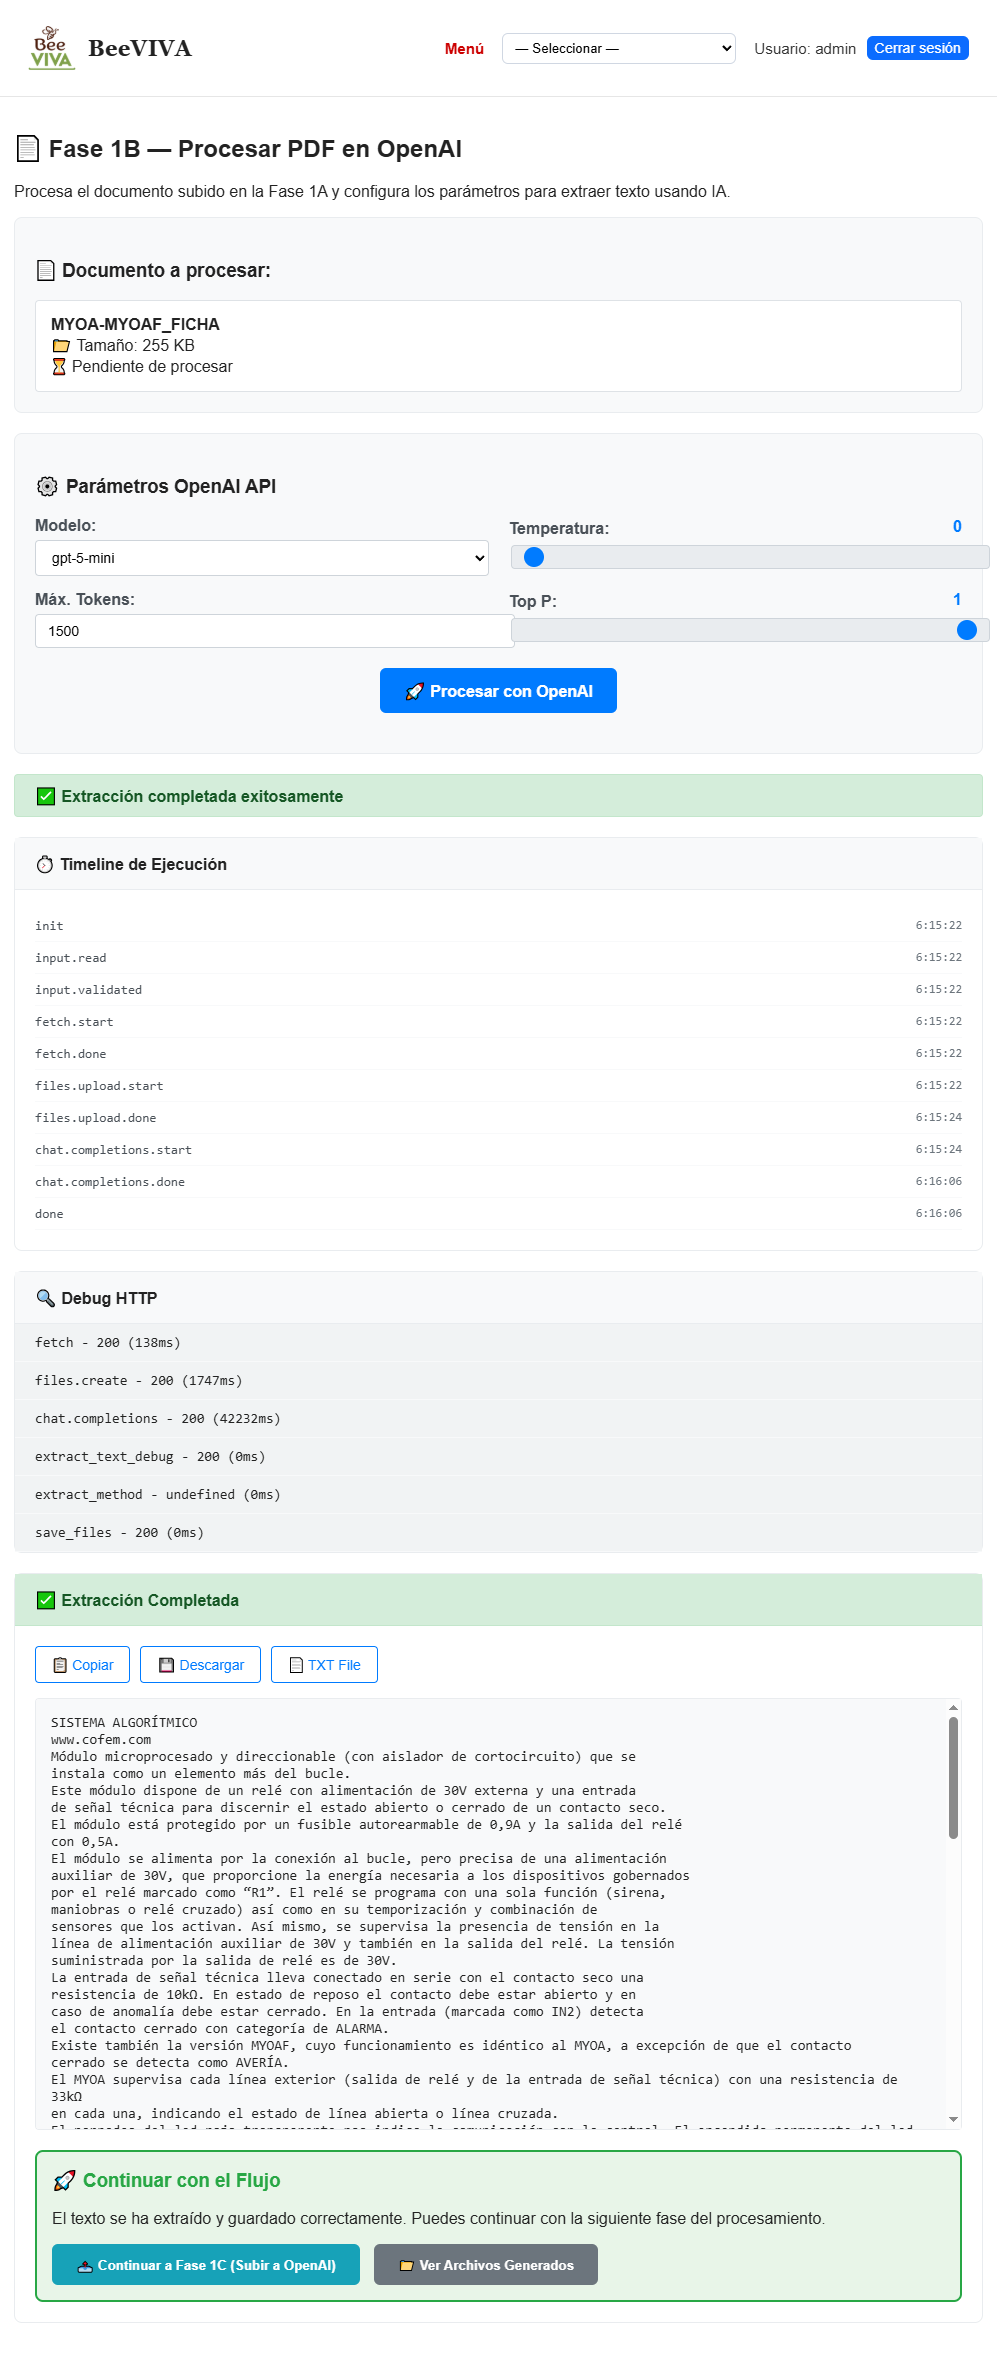 Bee
VIVA
BeeVIVA
Menú
— Seleccionar —
Usuario: admin
Cerrar sesión
Fase 1B — Procesar PDF en OpenAI
Procesa el documento subido en la Fase 1A y configura los parámetros para extraer texto usando IA.
Documento a procesar:
MYOA-MYOAF_FICHA
Tamaño: 255 KB
Pendiente de procesar
Parámetros OpenAI API
Modelo:
gpt-5-mini
Temperatura:
0
Máx. Tokens:
1500
Top P:
1
Procesar con OpenAI
Extracción completada exitosamente
Timeline de Ejecución
init 6:15:22
input.read 6:15:22
input.validated 6:15:22
fetch.start 6:15:22
fetch.done 6:15:22
files.upload.start 6:15:22
files.upload.done 6:15:24
chat.completions.start 6:15:24
chat.completions.done 6:16:06
done 6:16:06
Debug HTTP
fetch - 200 (138ms)
files.create - 200 (1747ms)
chat.completions - 200 (42232ms)
extract_text_debug - 200 (0ms)
extract_method - undefined (0ms)
save_files - 200 (0ms)
Extracción Completada
Copiar
Descargar
TXT File
SISTEMA ALGORÍTMICO
www.cofem.com
Módulo microprocesado y direccionable (con aislador de cortocircuito) que se
instala como un elemento más del bucle.
Este módulo dispone de un relé con alimentación de 30V externa y una entrada
de señal técnica para discernir el estado abierto o cerrado de un contacto seco.
El módulo está protegido por un fusible autorearmable de 0,9A y la salida del relé
con 0,5A.
El módulo se alimenta por la conexión al bucle, pero precisa de una alimentación
auxiliar de 30V, que proporcione la energía necesaria a los dispositivos gobernados
por el relé marcado como “R1”. El relé se programa con una sola función (sirena,
maniobras o relé cruzado) así como en su temporización y combinación de
sensores que los activan. Así mismo, se supervisa la presencia de tensión en la
línea de alimentación auxiliar de 30V y también en la salida del relé. La tensión
suministrada por la salida de relé es de 30V.
La entrada de señal técnica lleva conectado en serie con el contacto seco una
resistencia de 10kΩ. En estado de reposo el contacto debe estar abierto y en
caso de anomalía debe estar cerrado. En la entrada (marcada como IN2) detecta
el contacto cerrado con categoría de ALARMA.
Existe también la versión MYOAF, cuyo funcionamiento es idéntico al MYOA, a excepción de que el contacto
cerrado se detecta como AVERÍA.
El MYOA supervisa cada línea exterior (salida de relé y de la entrada de señal técnica) con una resistencia de
33kΩ
en cada una, indicando el estado de línea abierta o línea cruzada.
El parpadeo del led rojo transparente nos indica la comunicación con la central. El encendido permanente del led
Continuar con el Flujo
El texto se ha extraído y guardado correctamente. Puedes continuar con la siguiente fase del procesamiento.
Continuar a Fase 1C (Subir a OpenAI)
Ver Archivos Generados